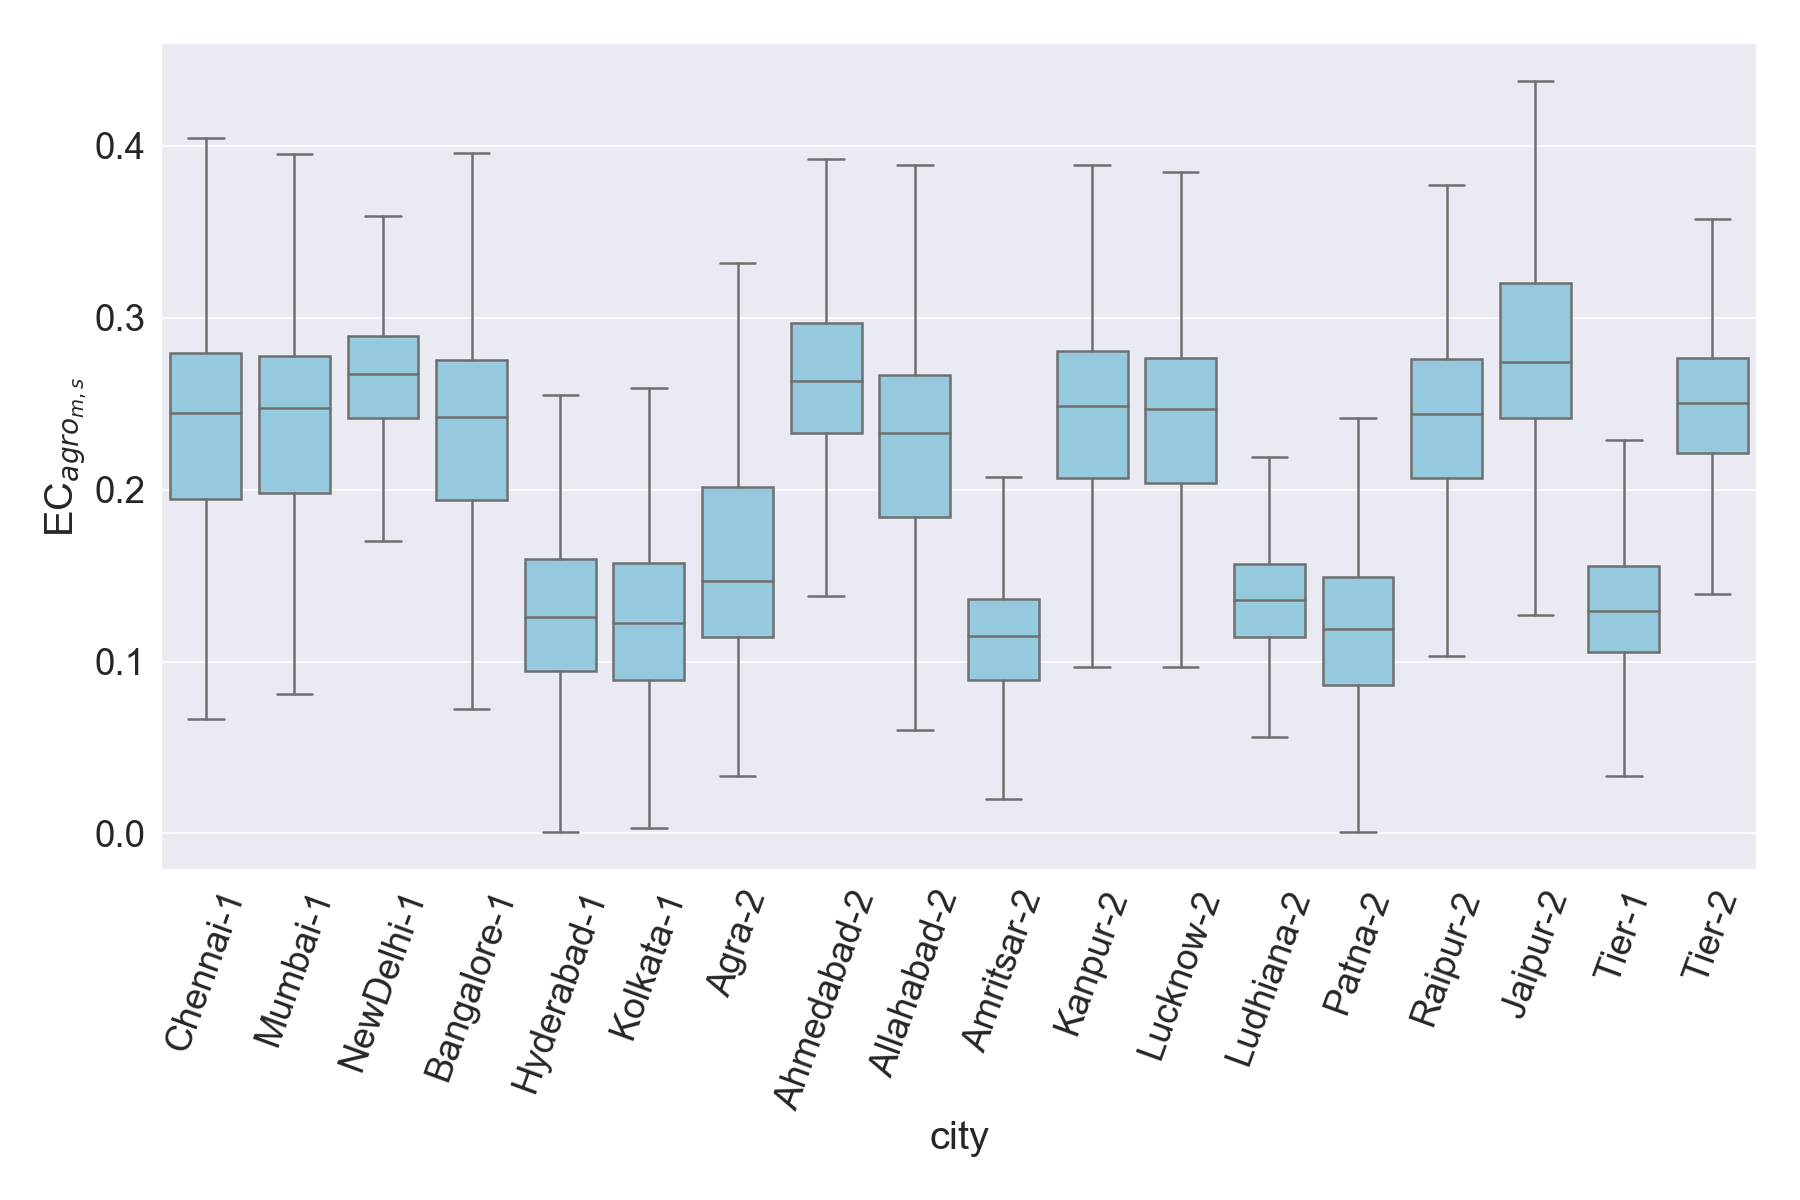 EC_{agro_{m,s}}
0.4
0.3
0.2
0.1
0.0
Chennai-1
Mumbai-1
NewDelhi-1
Bangalore-1
Hyderabad-1
Kolkata-1
Agra-2
Ahmedabad-2
Allahabad-2
Amritsar-2
Kanpur-2
Lucknow-2
Ludhiana-2
Patna-2
Raipur-2
Jaipur-2
Tier-1
Tier-2
city